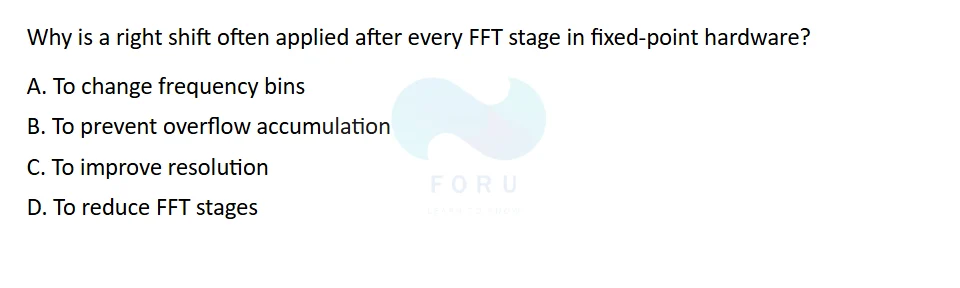 Why is a right shift often applied after every FFT stage in fixed-point hardware?
A. To change frequency bins
B. To prevent overflow accumulation
C. To improve resolution
FORU
D. To reduce FFT stages